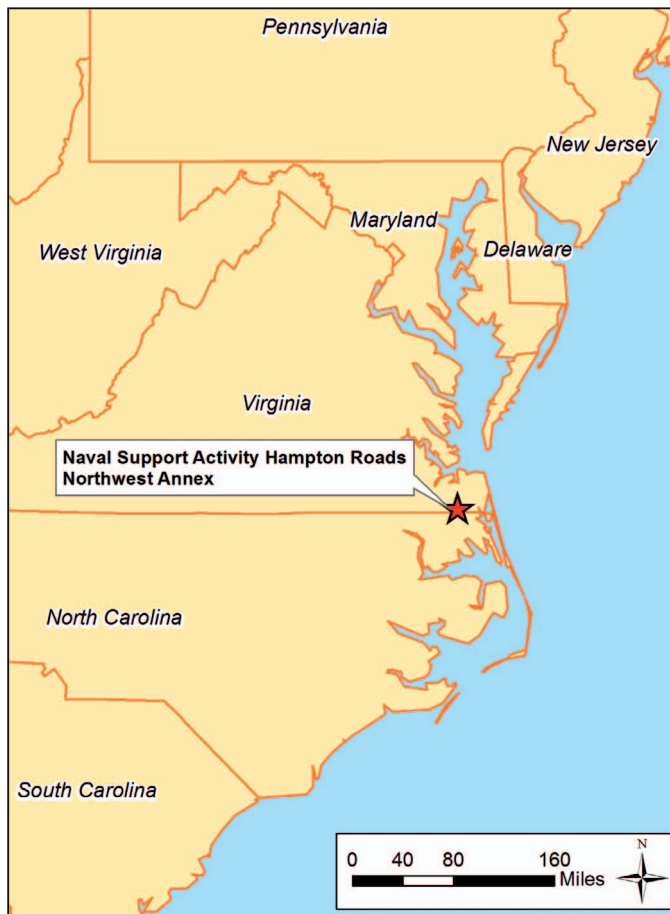 Pennsylvania
New Jersey
Maryland
Delaware
West Virginia
Virginia
Naval Support Activity Hampton Roads
Northwest Annex
North Carolina
South Carolina
N
0 40 80 160
Miles